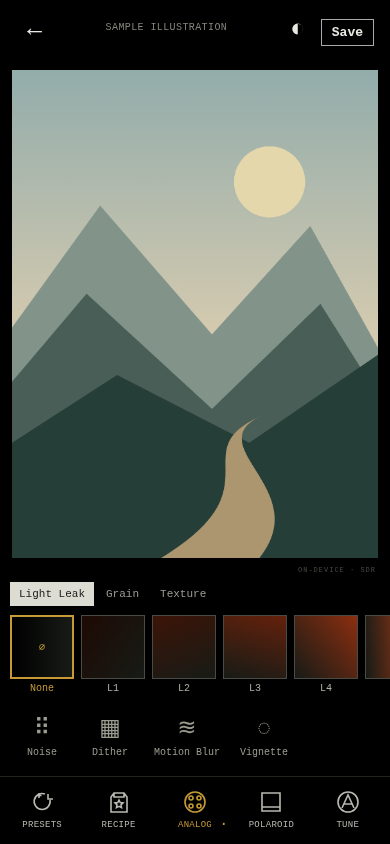 SAMPLE ILLUSTRATION
Save
ON-DEVICE · SDR
Light Leak Grain Texture
None L1 L2 L3 L4
Noise Dither Motion Blur Vignette
PRESETS RECIPE ANALOG • POLAROID TUNE